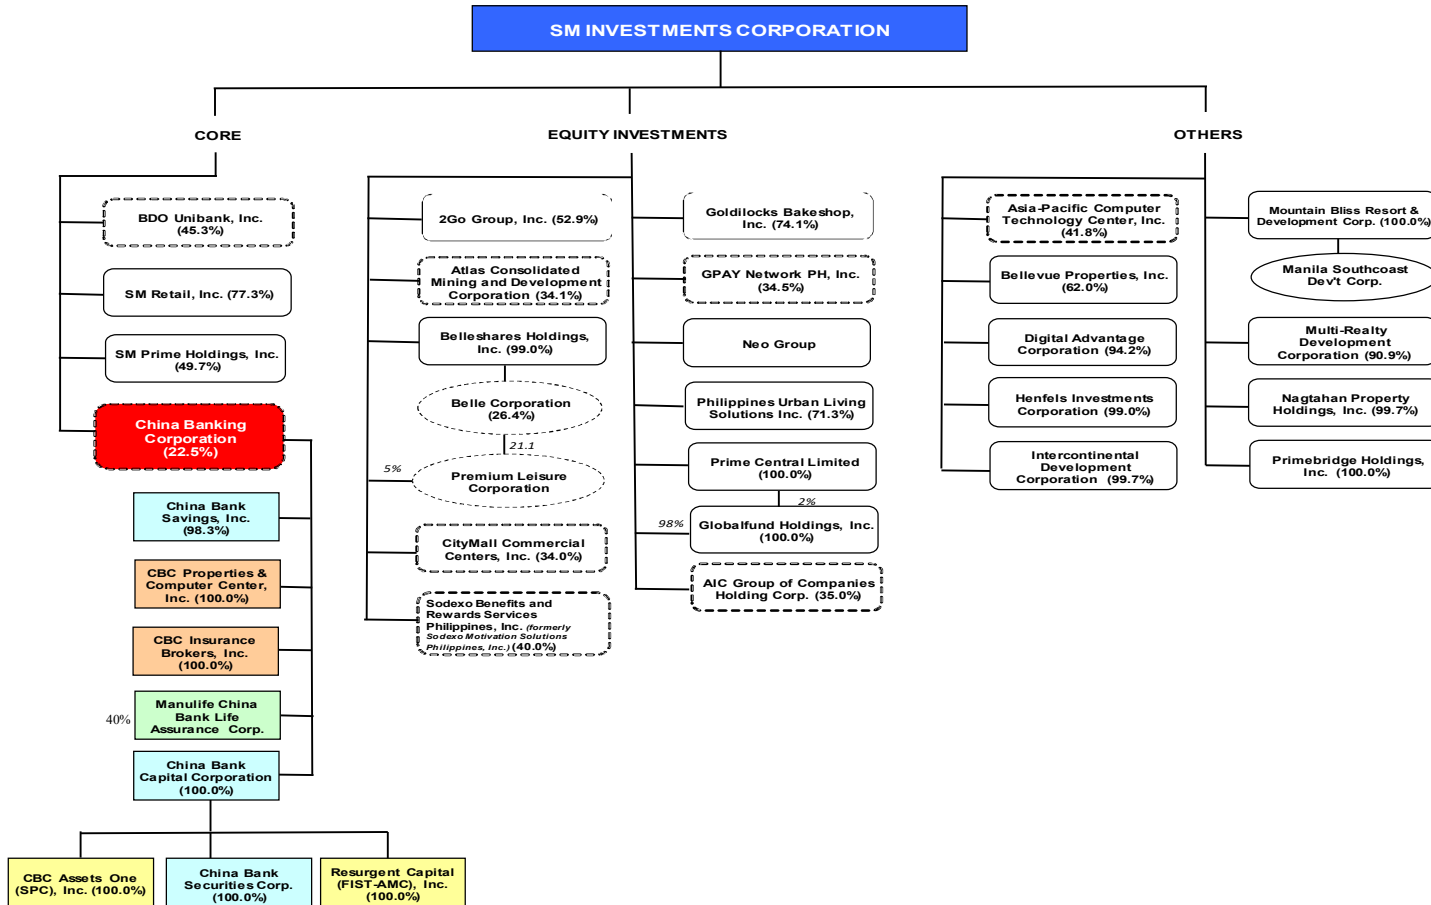 SM INVESTMENTS CORPORATION
CORE
EQUITY INVESTMENTS
OTHERS
BDO Unibank, Inc.
(45.3%)
SM Retail, Inc. (77.3%)
SM Prime Holdings, Inc.
(49.7%)
China Banking
Corporation
(22.5%)
China Bank
Savings, Inc.
(98.3%)
CBC Properties &
Computer Center,
Inc. (100.0%)
CBC Insurance
Brokers, Inc.
(100.0%)
40%
Manulife China
Bank Life
Assurance Corp.
China Bank
Capital Corporation
(100.0%)
CBC Assets One
(SPC), Inc. (100.0%)
China Bank
Securities Corp.
(100.0%)
Resurgent Capital
(FIST-AMC), Inc.
(100.0%)
2Go Group, Inc. (52.9%)
Atlas Consolidated
Mining and Development
Corporation (34.1%)
Belleshares Holdings,
Inc. (99.0%)
Belle Corporation
(26.4%)
21.1
5%
Premium Leisure
Corporation
CityMall Commercial
Centers, Inc. (34.0%)
Sodexo Benefits and
Rewards Services
Philippines, Inc. (formerly
Sodexo Motivation Solutions
Philippines, Inc.) (40.0%)
Goldilocks Bakeshop,
Inc. (74.1%)
GPAY Network PH, Inc.
(34.5%)
Neo Group
Philippines Urban Living
Solutions Inc. (71.3%)
Prime Central Limited
(100.0%)
2%
98%
Globalfund Holdings, Inc.
(100.0%)
AIC Group of Companies
Holding Corp. (35.0%)
Asia-Pacific Computer
Technology Center, Inc.
(41.8%)
Bellevue Properties, Inc.
(62.0%)
Digital Advantage
Corporation (94.2%)
Henfels Investments
Corporation (99.0%)
Intercontinental
Development
Corporation (99.7%)
Mountain Bliss Resort &
Development Corp. (100.0%)
Manila Southcoast
Dev't Corp.
Multi-Realty
Development
Corporation (90.9%)
Nagtahan Property
Holdings, Inc. (99.7%)
Primebridge Holdings,
Inc. (100.0%)